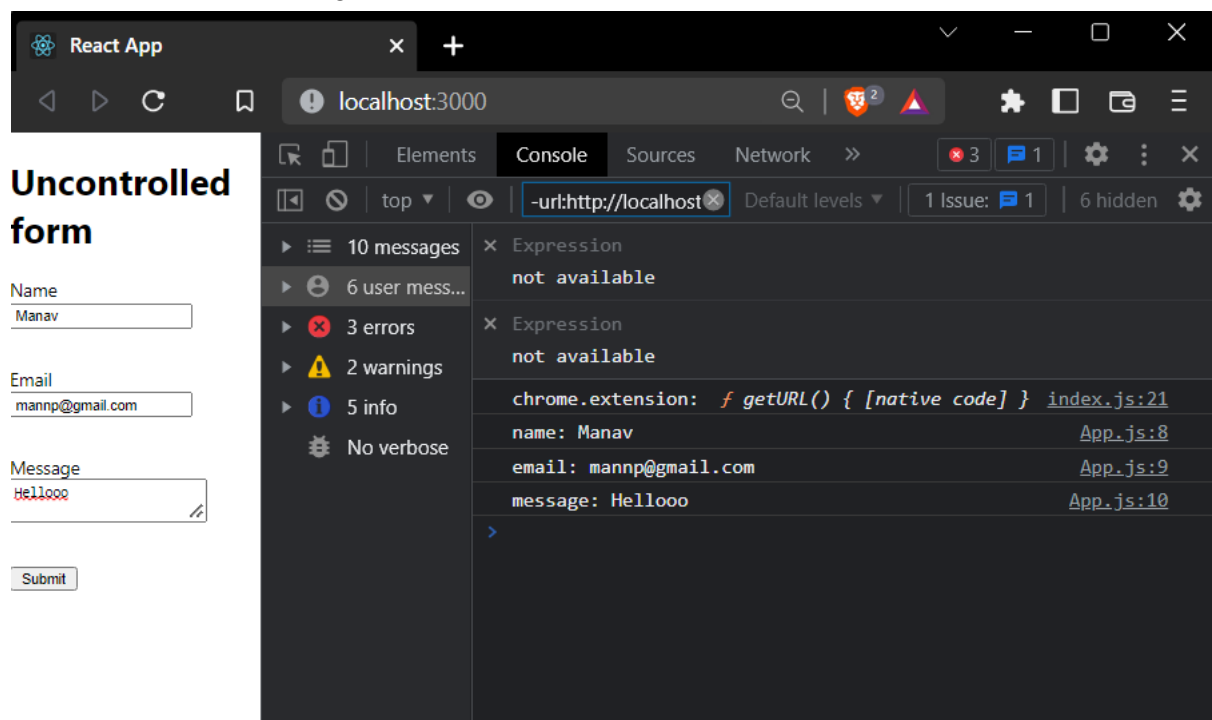 React App
localhost:3000
2
Uncontrolled
form
Name
Manav
Email
mannp@gmail.com
Message
Hellooo
Submit
Elements Console Sources Network 3 1
top -url:http://localhost Default levels 1 Issue: 1 6 hidden
10 messages
6 user mess...
3 errors
2 warnings
5 info
No verbose
Expression
not available
Expression
not available
chrome.extension: ƒ getURL() { [native code] } index.js:21
name: Manav App.js:8
email: mannp@gmail.com App.js:9
message: Hellooo App.js:10